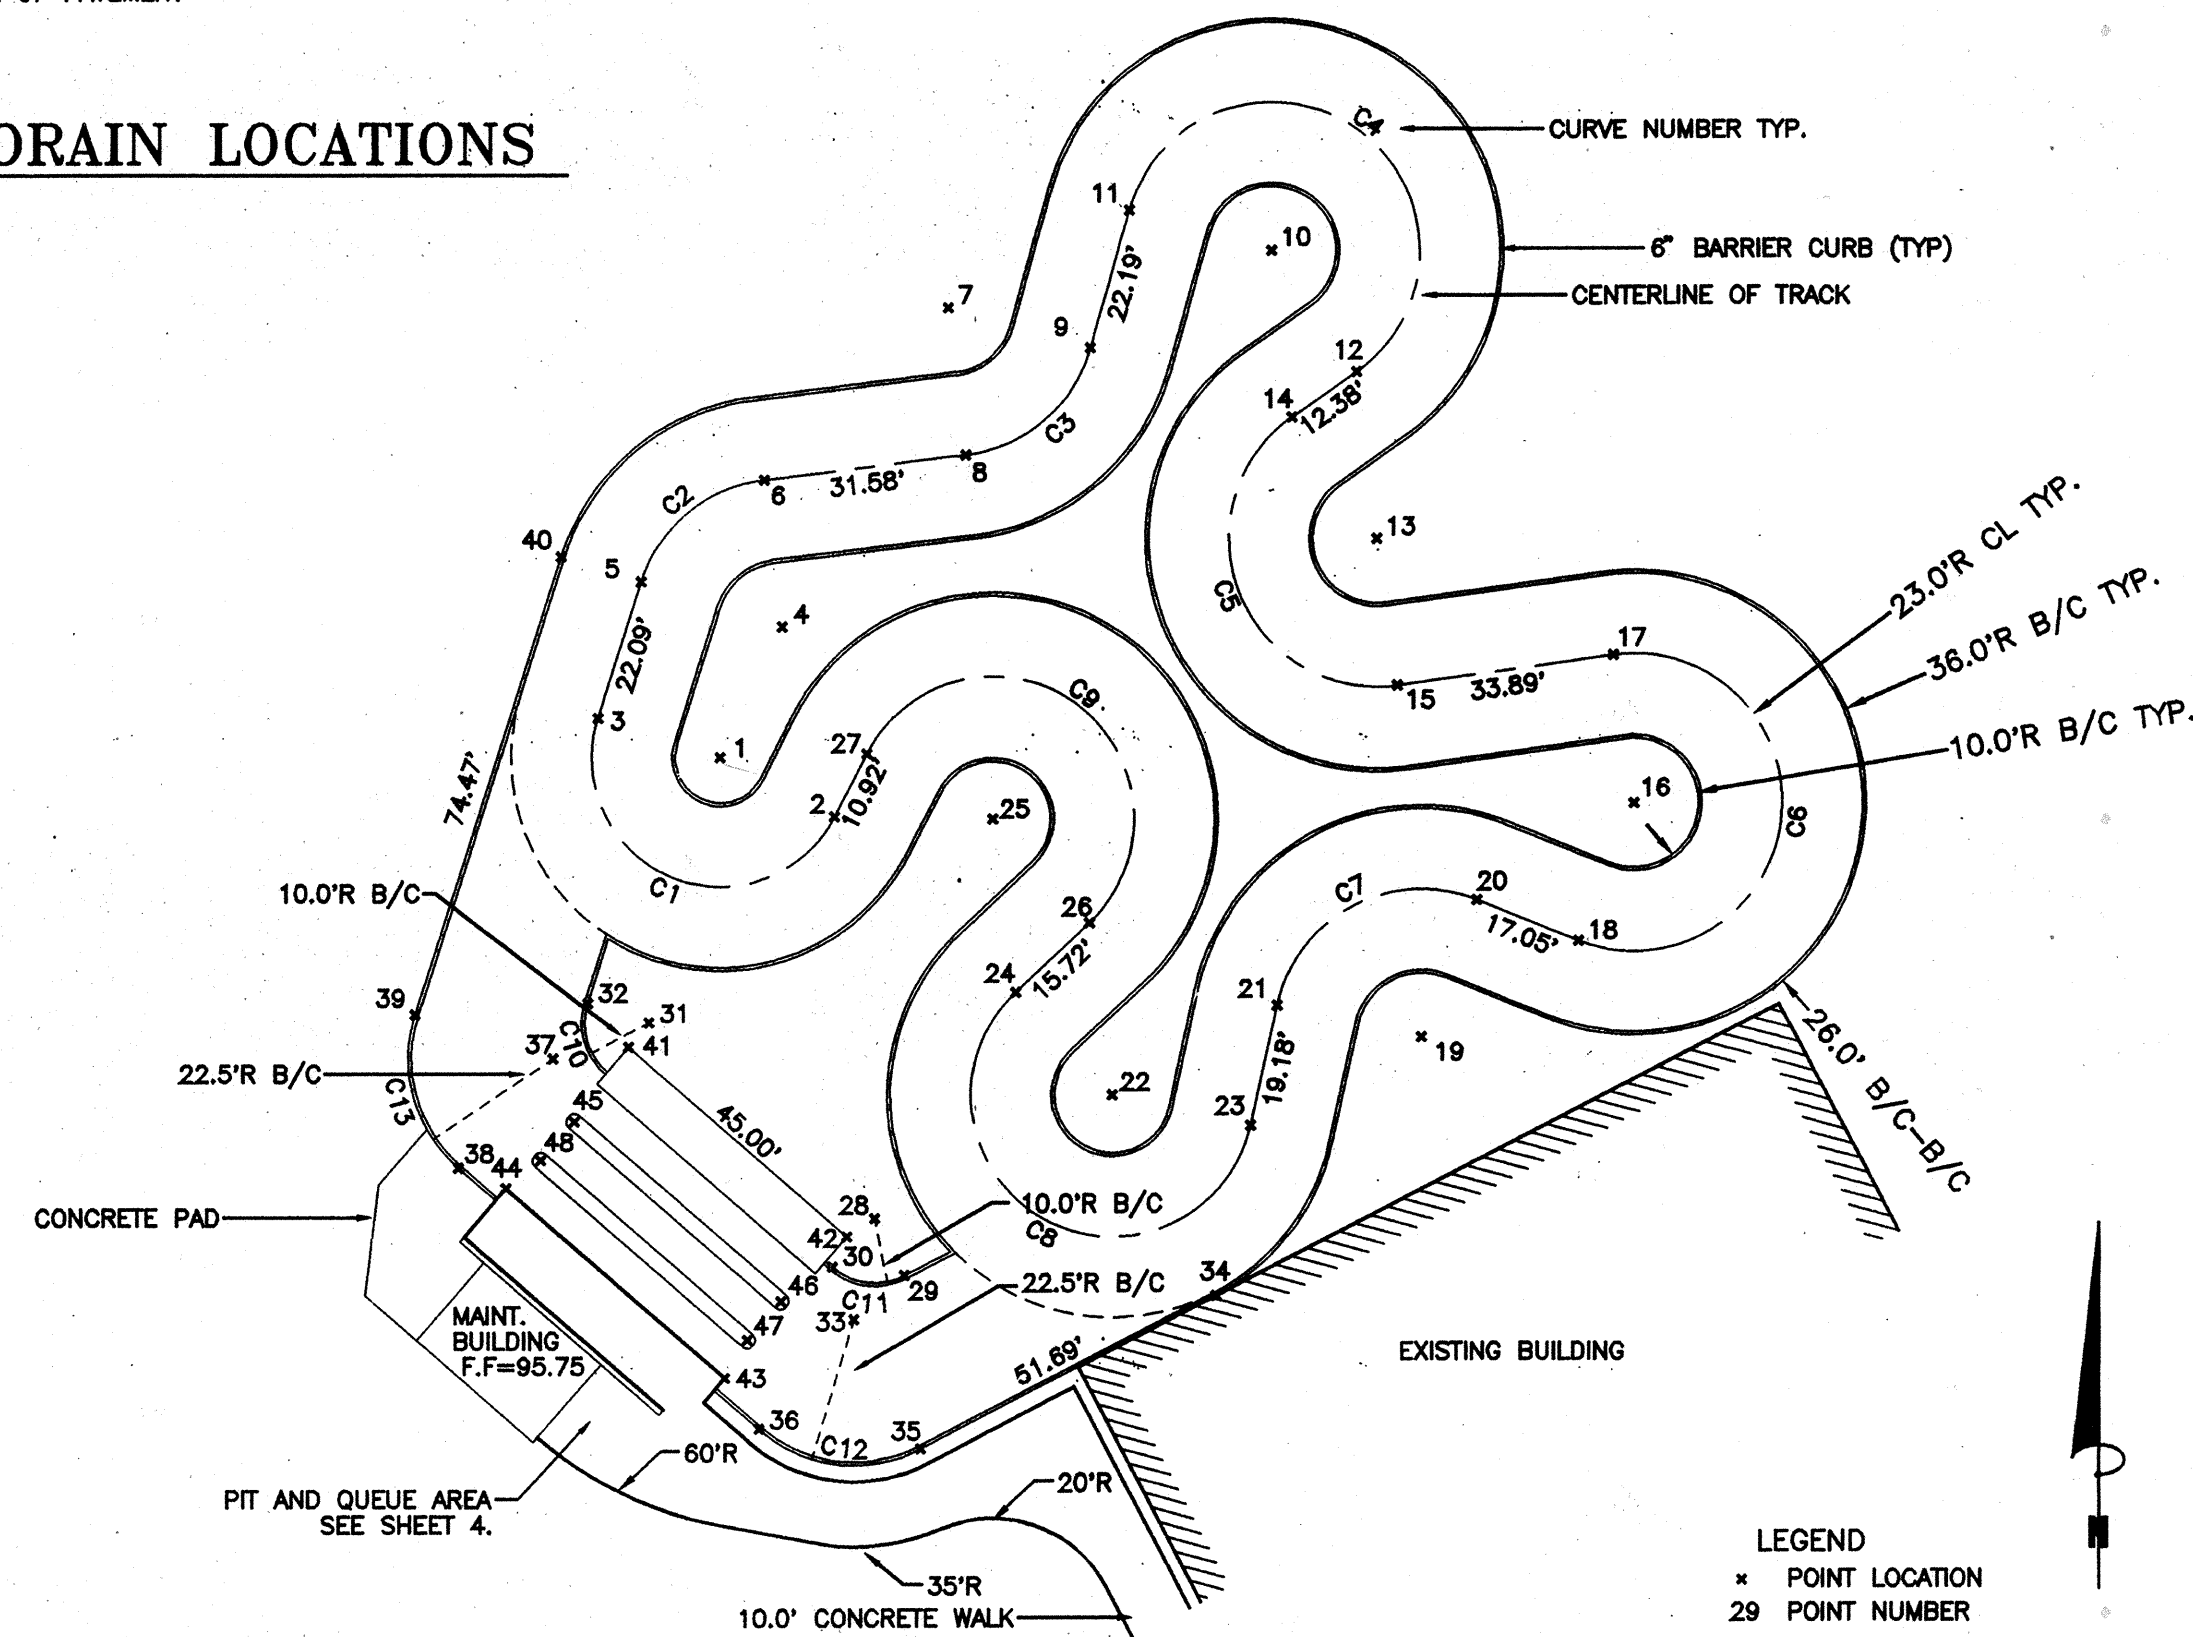 DRAIN LOCATIONS
C4
CURVE NUMBER TYP.
11
10
6" BARRIER CURB (TYP)
22.19'
7
CENTERLINE OF TRACK
9
12
14
12.38'
C3
8
31.58'
6
C2
40
5
13
23.0'R CL TYP.
36.0'R B/C TYP.
10.0'R B/C TYP.
4
C5
22.09'
17
33.89'
15
C9
3
1
27
2
10.92'
25
16
C6
74.47'
10.0'R B/C
C1
C7
20
17.05'
18
26
24
15.72'
21
39
32
31
C10
37
41
19
26.0' B/C-B/C
22.5'R B/C
C13
45
22
23
19.18'
48
45.00'
38
44
28
10.0'R B/C
CONCRETE PAD
42
30
C8
29
22.5'R B/C
34
46
C11
33
47
MAINT.
BUILDING
F.F=95.75
43
51.69'
EXISTING BUILDING
36
35
C12
60'R
PIT AND QUEUE AREA
SEE SHEET 4.
20'R
35'R
10.0' CONCRETE WALK
N
LEGEND
POINT LOCATION
29 POINT NUMBER